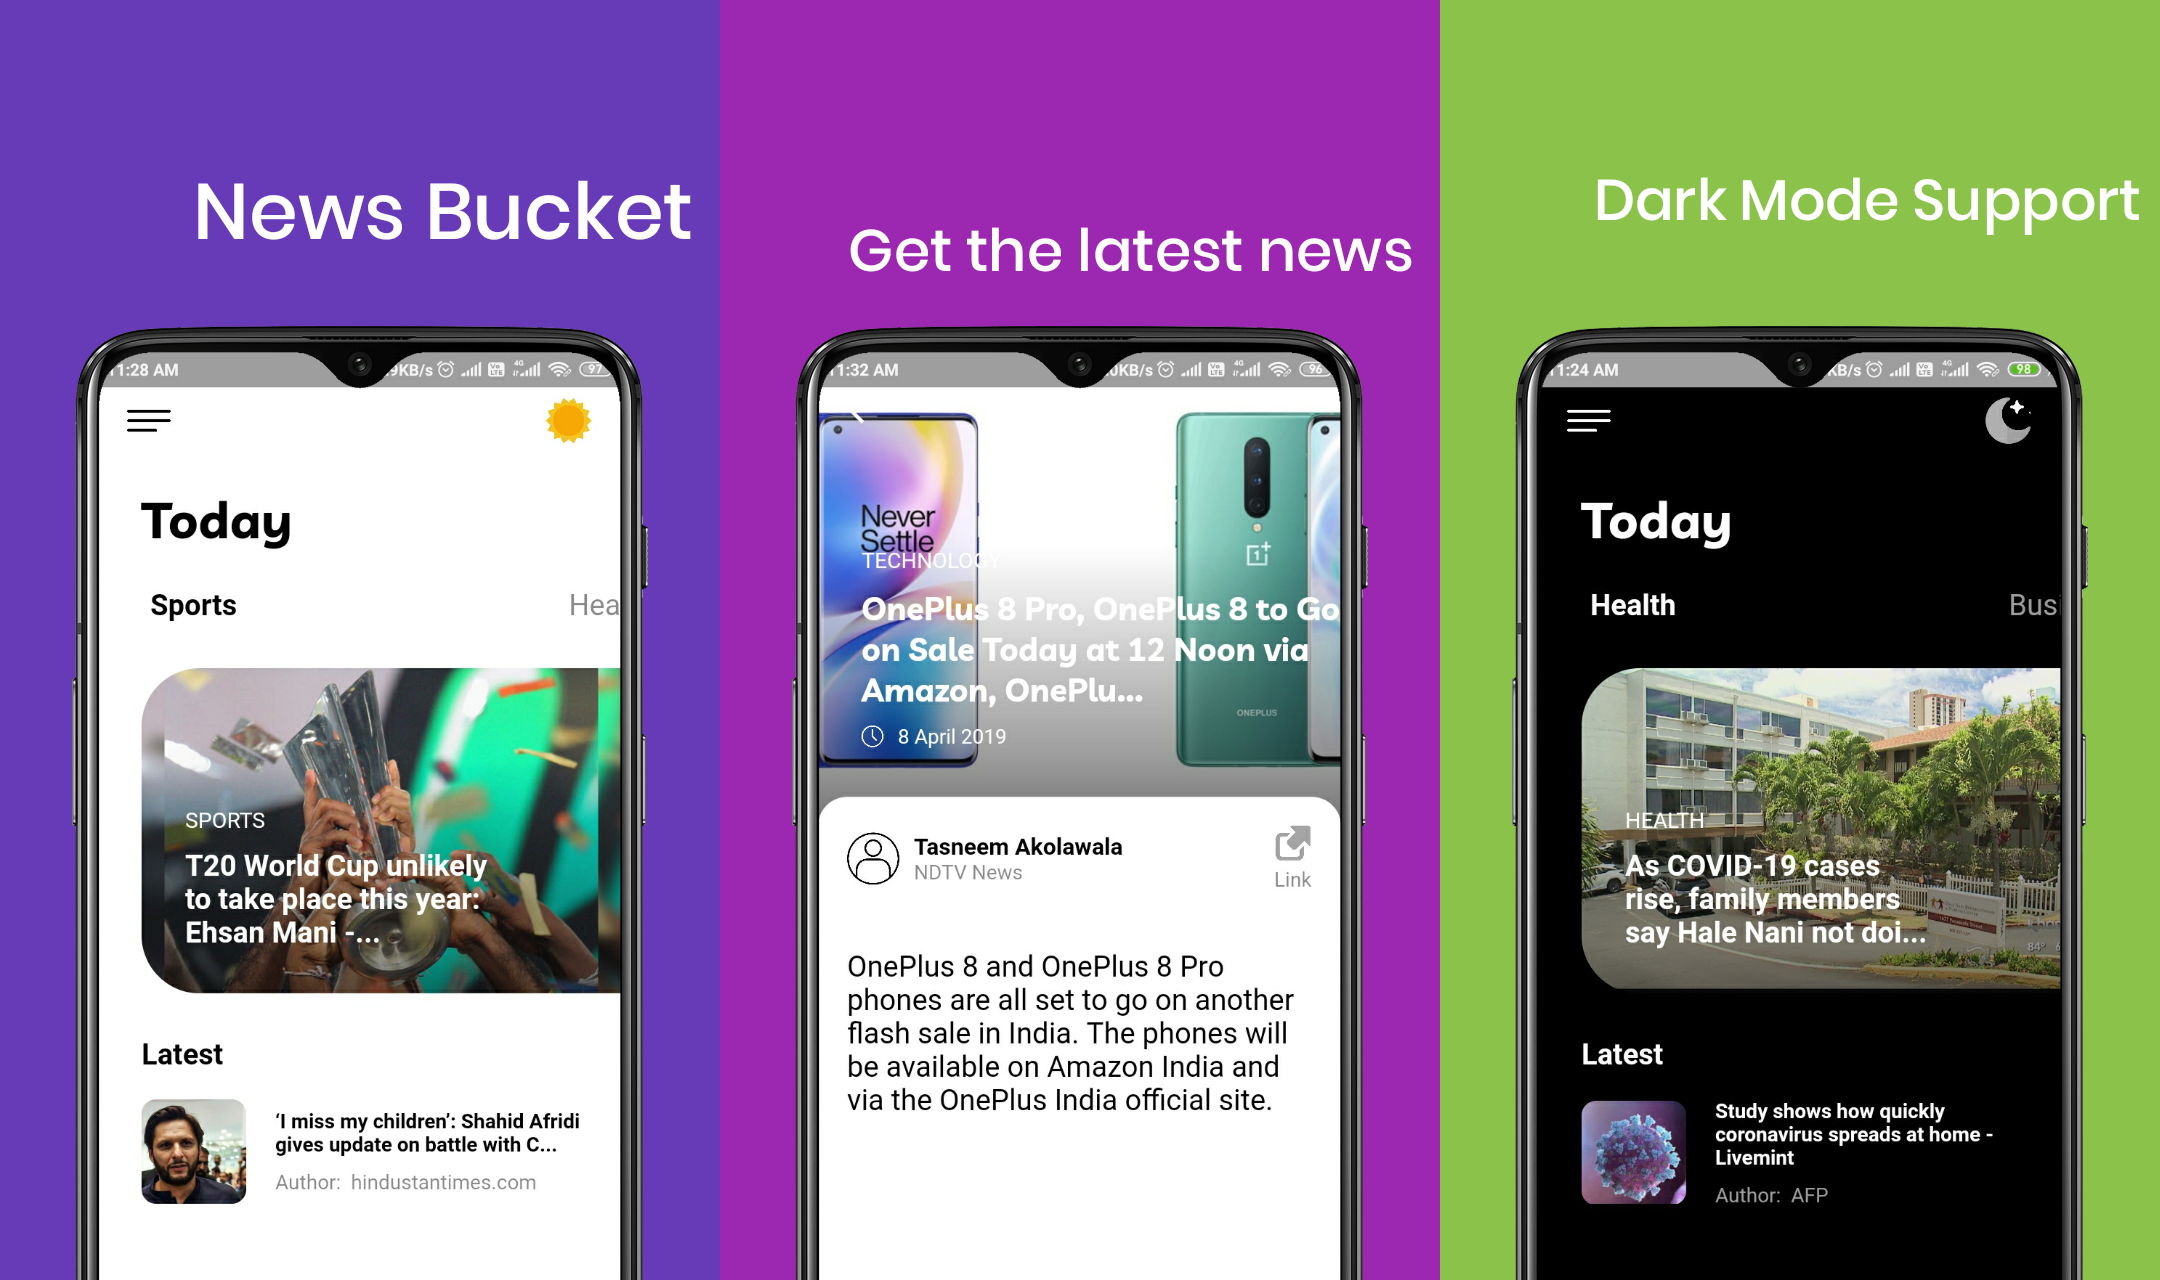 News Bucket
11:28 AM
.9KB/s
4G
97
Today
Sports
Hea
SPORTS
T20 World Cup unlikely
to take place this year:
Ehsan Mani -...
Latest
‘I miss my children’: Shahid Afridi
gives update on battle with C...
Author: hindustantimes.com
Get the latest news
11:32 AM
0KB/s
4G
96
Never
Settle
TECHNOLOGY
OnePlus 8 Pro, OnePlus 8 to Go
on Sale Today at 12 Noon via
Amazon, OnePlu...
ONEPLUS
8 April 2019
Tasneem Akolawala
NDTV News
Link
OnePlus 8 and OnePlus 8 Pro
phones are all set to go on another
flash sale in India. The phones will
be available on Amazon India and
via the OnePlus India official site.
Dark Mode Support
11:24 AM
KB/s
4G
98
Today
Health
Busi
HEALTH
As COVID-19 cases
rise, family members
say Hale Nani not doi...
84°
Latest
Study shows how quickly
coronavirus spreads at home -
Livemint
Author: AFP